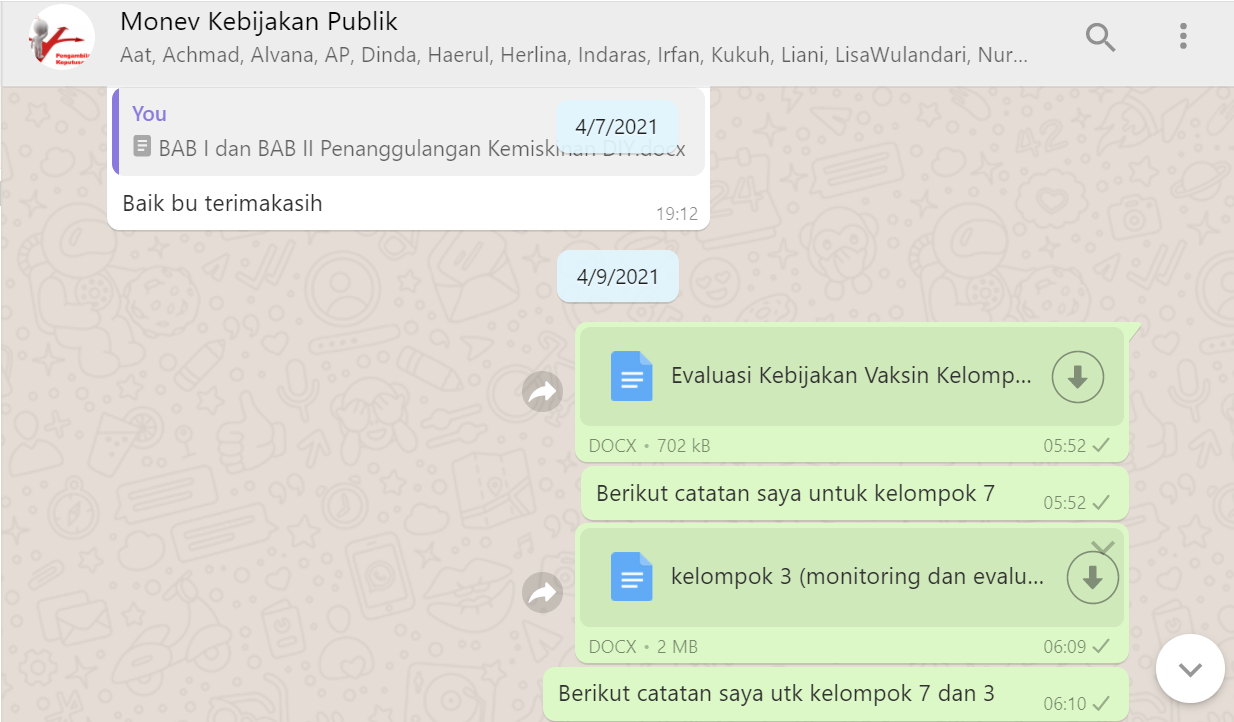 Monev Kebijakan Publik
Aat, Achmad, Alvana, AP, Dinda, Haerul, Herlina, Indaras, Irfan, Kukuh, Liani, LisaWulandari, Nur...
Pengambilan
Keputusan
You
4/7/2021
BAB I dan BAB II Penanggulangan Kemiskinan DIY.docx
Baik bu terimakasih
19:12
4/9/2021
Evaluasi Kebijakan Vaksin Kelomp...
DOCX • 702 kB
05:52
Berikut catatan saya untuk kelompok 7
05:52
kelompok 3 (monitoring dan evalu...
DOCX • 2 MB
06:09
Berikut catatan saya utk kelompok 7 dan 3
06:10